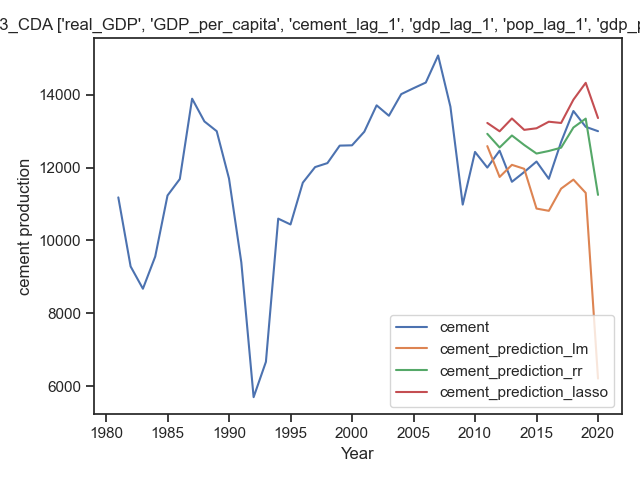 3_CDA ['real_GDP', 'GDP_per_capita', 'cement_lag_1', 'gdp_lag_1', 'pop_lag_1', 'gdp_p
14000
12000
10000
8000
6000
cement production
1980
1985
1990
1995
2000
2005
2010
2015
2020
Year
cement
cement_prediction_lm
cement_prediction_rr
cement_prediction_lasso